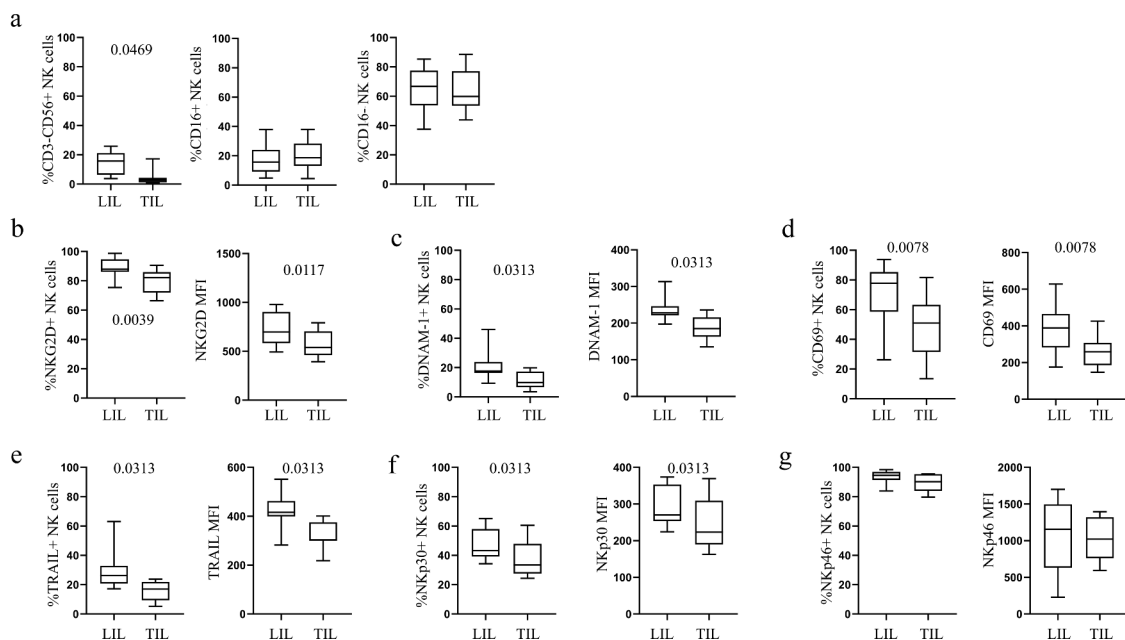 a
%CD3-CD56+ NK cells
100
80
60
40
20
0
0.0469
LIL TIL
%CD16+ NK cells
100
80
60
40
20
0
LIL TIL
%CD16- NK cells
100
80
60
40
20
0
LIL TIL
b
%NKG2D+ NK cells
100
80
60
40
20
0
0.0039
LIL TIL
NKG2D MFI
1500
1000
500
0
0.0117
LIL TIL
c
%DNAM-1+ NK cells
100
80
60
40
20
0
0.0313
LIL TIL
DNAM-1 MFI
400
300
200
100
0
0.0313
LIL TIL
d
%CD69+ NK cells
100
80
60
40
20
0
0.0078
LIL TIL
CD69 MFI
800
600
400
200
0
0.0078
LIL TIL
e
%TRAIL+ NK cells
100
80
60
40
20
0
0.0313
LIL TIL
TRAIL MFI
600
400
200
0
0.0313
LIL TIL
f
%NKp30+ NK cells
100
80
60
40
20
0
0.0313
LIL TIL
NKp30 MFI
400
300
200
100
0
0.0313
LIL TIL
g
%NKp46+ NK cells
100
80
60
40
20
0
LIL TIL
NKp46 MFI
2000
1500
1000
500
0
LIL TIL